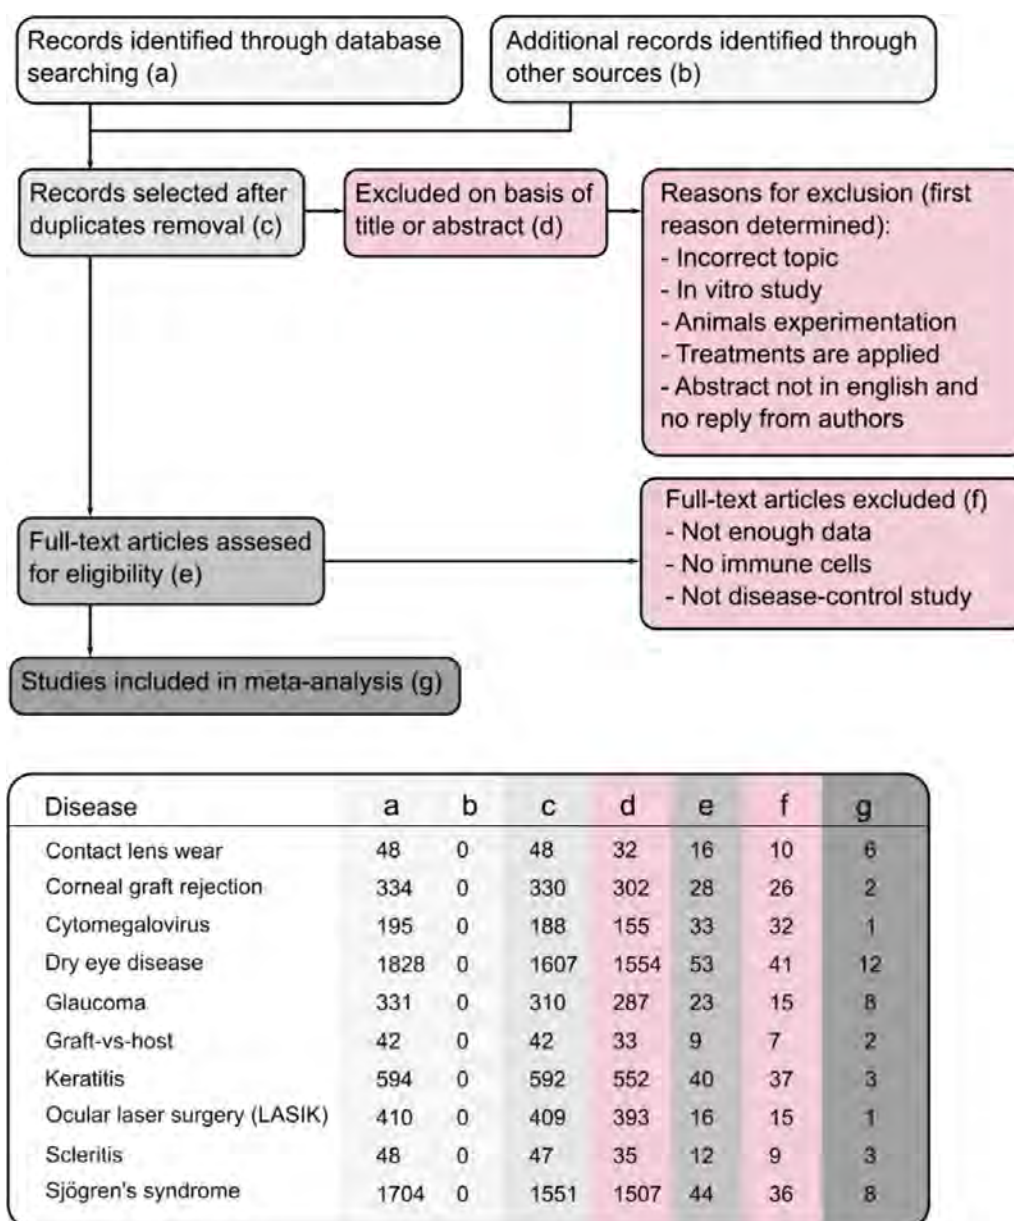 Records identified through database
searching (a)
Additional records identified through
other sources (b)
Records selected after
duplicates removal (c)
Excluded on basis of
title or abstract (d)
Reasons for exclusion (first
reason determined):
- Incorrect topic
- In vitro study
- Animals experimentation
- Treatments are applied
- Abstract not in english and
no reply from authors
Full-text articles assesed
for eligibility (e)
Full-text articles excluded (f)
- Not enough data
- No immune cells
- Not disease-control study
Studies included in meta-analysis (g)
Disease a b c d e f g
Contact lens wear 48 0 48 32 16 10 6
Corneal graft rejection 334 0 330 302 28 26 2
Cytomegalovirus 195 0 188 155 33 32 1
Dry eye disease 1828 0 1607 1554 53 41 12
Glaucoma 331 0 310 287 23 15 8
Graft-vs-host 42 0 42 33 9 7 2
Keratitis 594 0 592 552 40 37 3
Ocular laser surgery (LASIK) 410 0 409 393 16 15 1
Scleritis 48 0 47 35 12 9 3
Sjögren's syndrome 1704 0 1551 1507 44 36 8